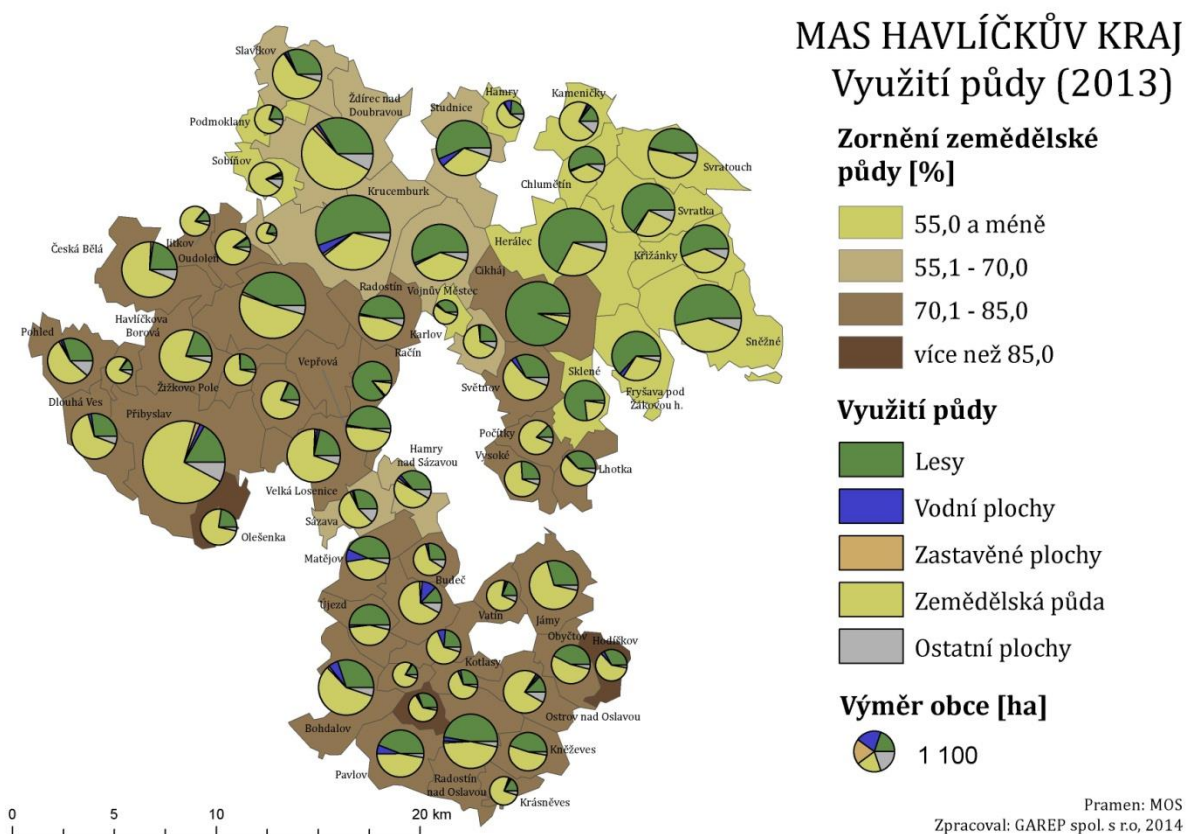 MAS HAVLÍČKŮV KRAJ
Využití půdy (2013)
Zornění zemědělské
půdy [%]
55,0 a méně
55,1 - 70,0
70,1 - 85,0
více než 85,0
Využití půdy
Lesy
Vodní plochy
Zastavěné plochy
Zemědělská půda
Ostatní plochy
Výměr obce [ha]
1 100
Pramen: MOS
Zpracoval: GAREP spol. s r.o, 2014
Slavíkov
Ždírec nad
Doubravou
Studnice
Hamry
Kameničky
Podmoklany
Sobíňov
Chlumětín
Svratouch
Krucemburk
Svratka
Česká Bělá
Jitkov
Oudoleň
Herálec
Křižánky
Cikháj
Radostín
Vojnův Městec
Havlíčkova
Borová
Karlov
Sněžné
Pohled
Vepřová
Račín
Žižkovo Pole
Světnov
Sklené
Fryšava pod
Žákovou h.
Dlouhá Ves
Přibyslav
Počítky
Vysoké
Lhotka
Hamry
nad Sázavou
Velká Losenice
Sázava
Olešenka
Matějov
Budeč
Újezd
Vatín
Jámy
Obyčtov
Hodíškov
Kotlasy
Bohdalov
Ostrov nad Oslavou
Kněževes
Pavlov
Radostín
nad Oslavou
Krásněves
0 5 10 20 km